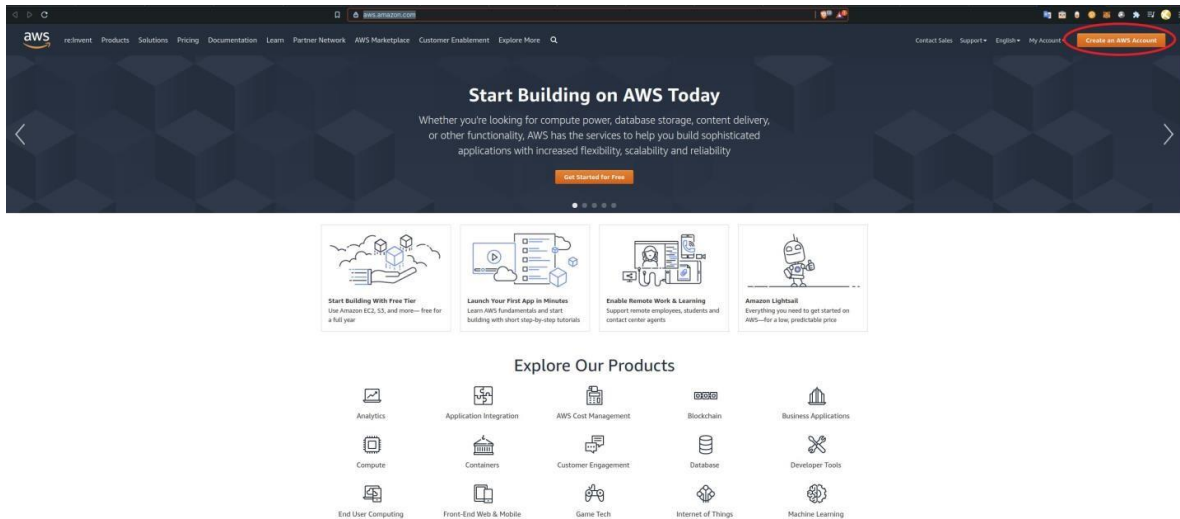 aws.amazon.com
aws
re:Invent Products Solutions Pricing Documentation Learn Partner Network AWS Marketplace Customer Enablement Explore More
Contact Sales Support English My Account
Create an AWS Account
Start Building on AWS Today
Whether you're looking for compute power, database storage, content delivery,
or other functionality, AWS has the services to help you build sophisticated
applications with increased flexibility, scalability and reliability
Get Started for Free
Start Building With Free Tier
Use Amazon EC2, S3, and more— free for
a full year
Launch Your First App in Minutes
Learn AWS fundamentals and start
building with short step-by-step tutorials
Enable Remote Work & Learning
Support remote employees, students and
contact center agents
Amazon Lightsail
Everything you need to get started on
AWS—for a low, predictable price
Explore Our Products
Analytics
Application Integration
AWS Cost Management
Blockchain
Business Applications
Compute
Containers
Customer Engagement
Database
Developer Tools
End User Computing
Front-End Web & Mobile
Game Tech
Internet of Things
Machine Learning